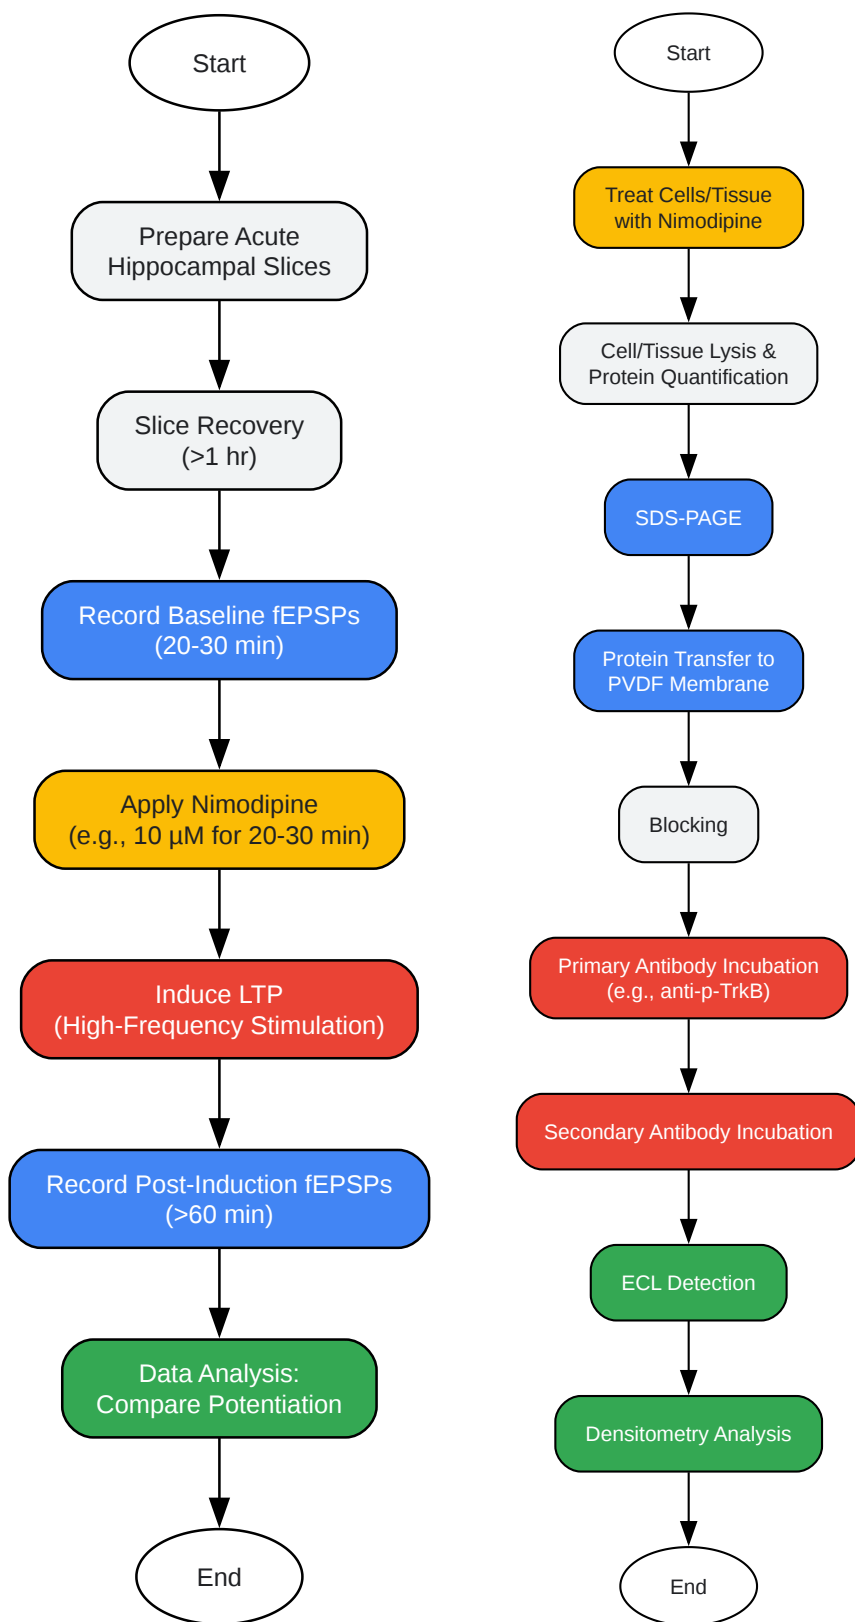 Start
Prepare Acute
Hippocampal Slices
Slice Recovery
(>1 hr)
Record Baseline fEPSPs
(20-30 min)
Apply Nimodipine
(e.g., 10 µM for 20-30 min)
Induce LTP
(High-Frequency Stimulation)
Record Post-Induction fEPSPs
(>60 min)
Data Analysis:
Compare Potentiation
End
Start
Treat Cells/Tissue
with Nimodipine
Cell/Tissue Lysis &
Protein Quantification
SDS-PAGE
Protein Transfer to
PVDF Membrane
Blocking
Primary Antibody Incubation
(e.g., anti-p-TrkB)
Secondary Antibody Incubation
ECL Detection
Densitometry Analysis
End